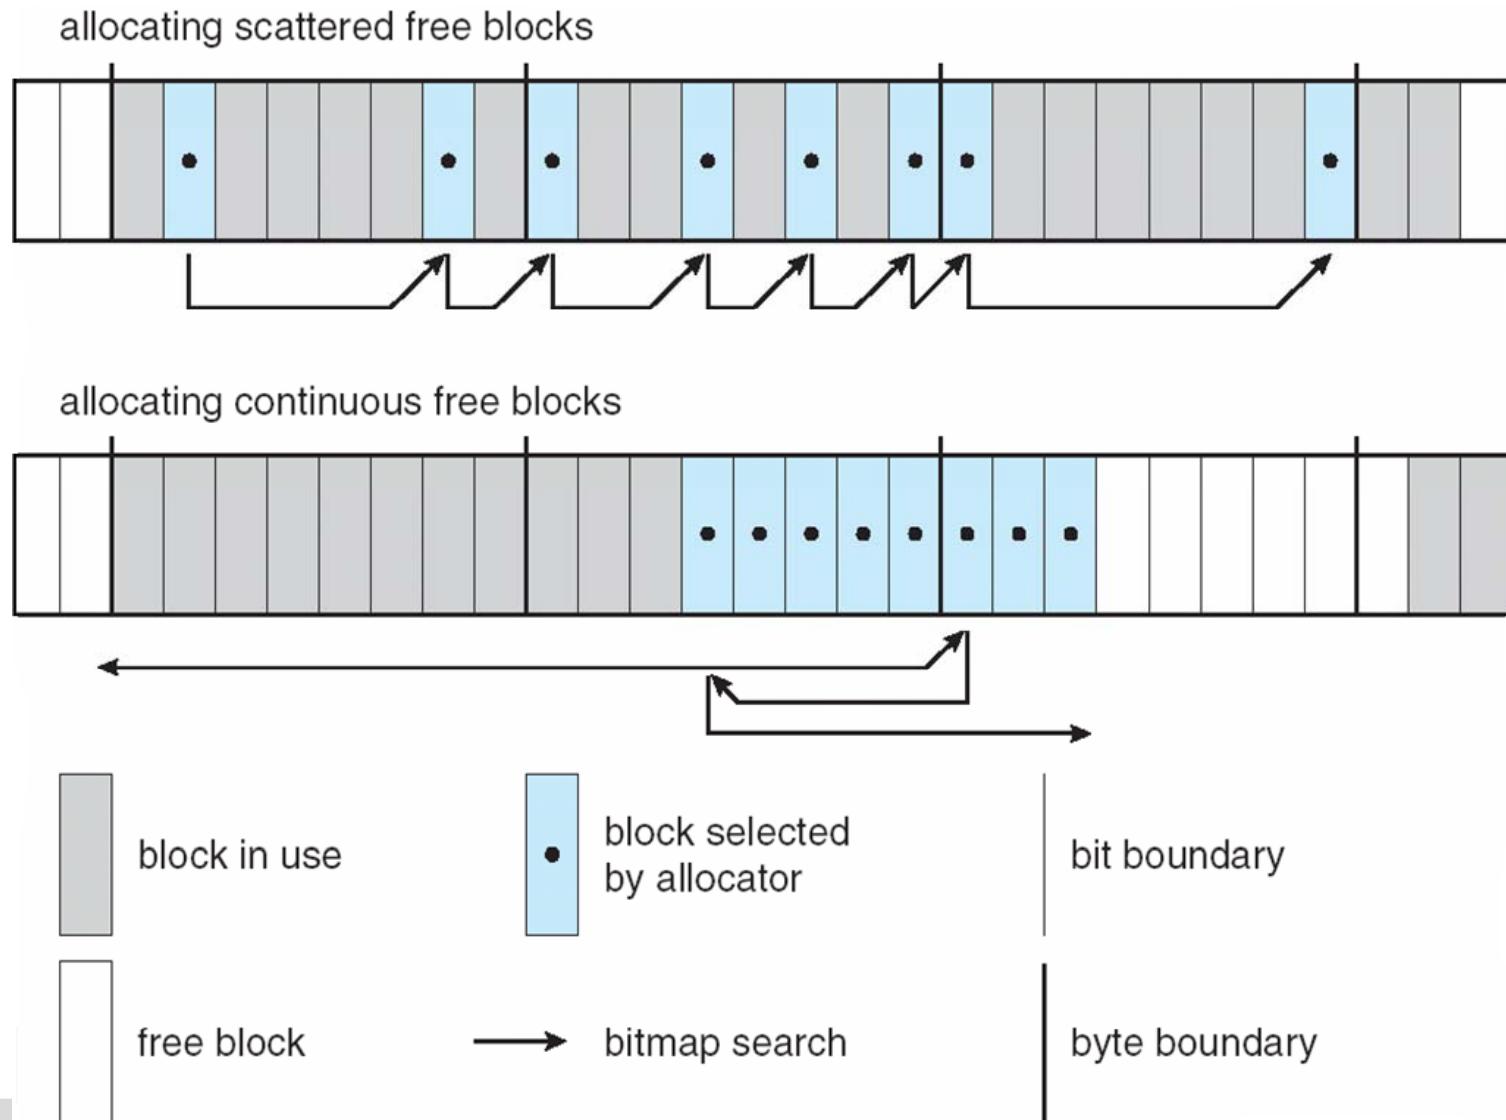 allocating scattered free blocks
allocating continuous free blocks
block in use
block selected
by allocator
bit boundary
free block
bitmap search
byte boundary